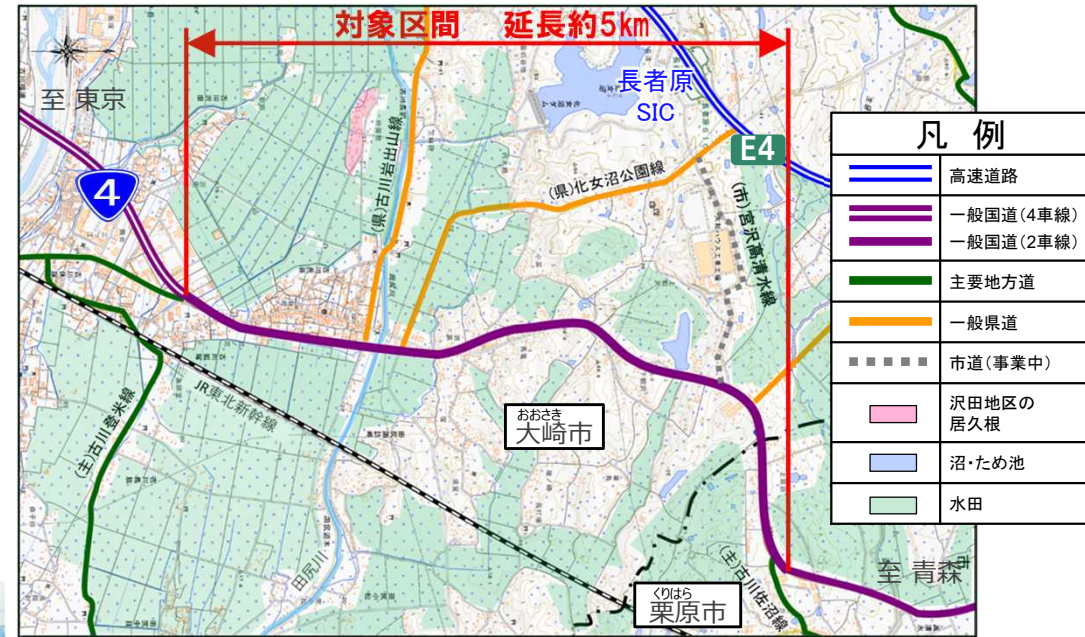 対象区間 延長約5km
至 東京
長者原
SIC
E4
4
(県)古川岩出山線
(県)化女沼公園線
(市)宮沢高清水線
JR東北新幹線
(主)古川登米線
おおさき
大崎市
田尻川
くりはら
栗原市
(主)古川佐沼線
至 青森
市
凡 例
高速道路
一般国道(4車線)
一般国道(2車線)
主要地方道
一般県道
市道(事業中)
沢田地区の
居久根
沼・ため池
水田